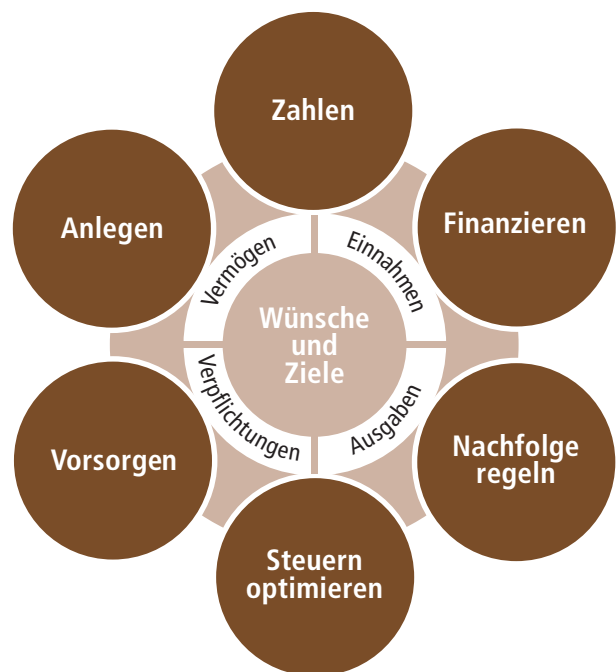 Zahlen
Anlegen
Finanzieren
Vermögen
Einnahmen
Wünsche
und
Ziele
Verpflichtungen
Ausgaben
Vorsorgen
Nachfolge
regeln
Steuern
optimieren